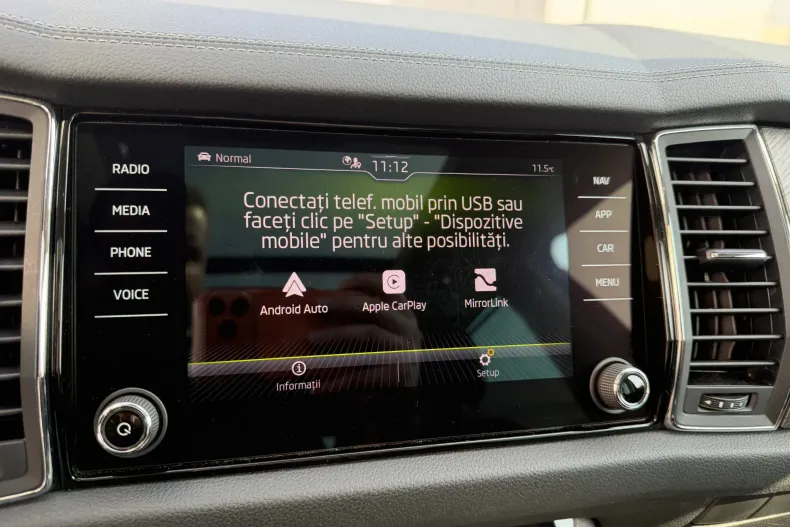 Normal
11:12
11.5°C
RADIO
MEDIA
PHONE
VOICE
Conectați telef. mobil prin USB sau
faceți clic pe "Setup" - "Dispozitive
mobile" pentru alte posibilități.
Android Auto
Apple CarPlay
MirrorLink
Informații
Setup
NAV
APP
CAR
MENU